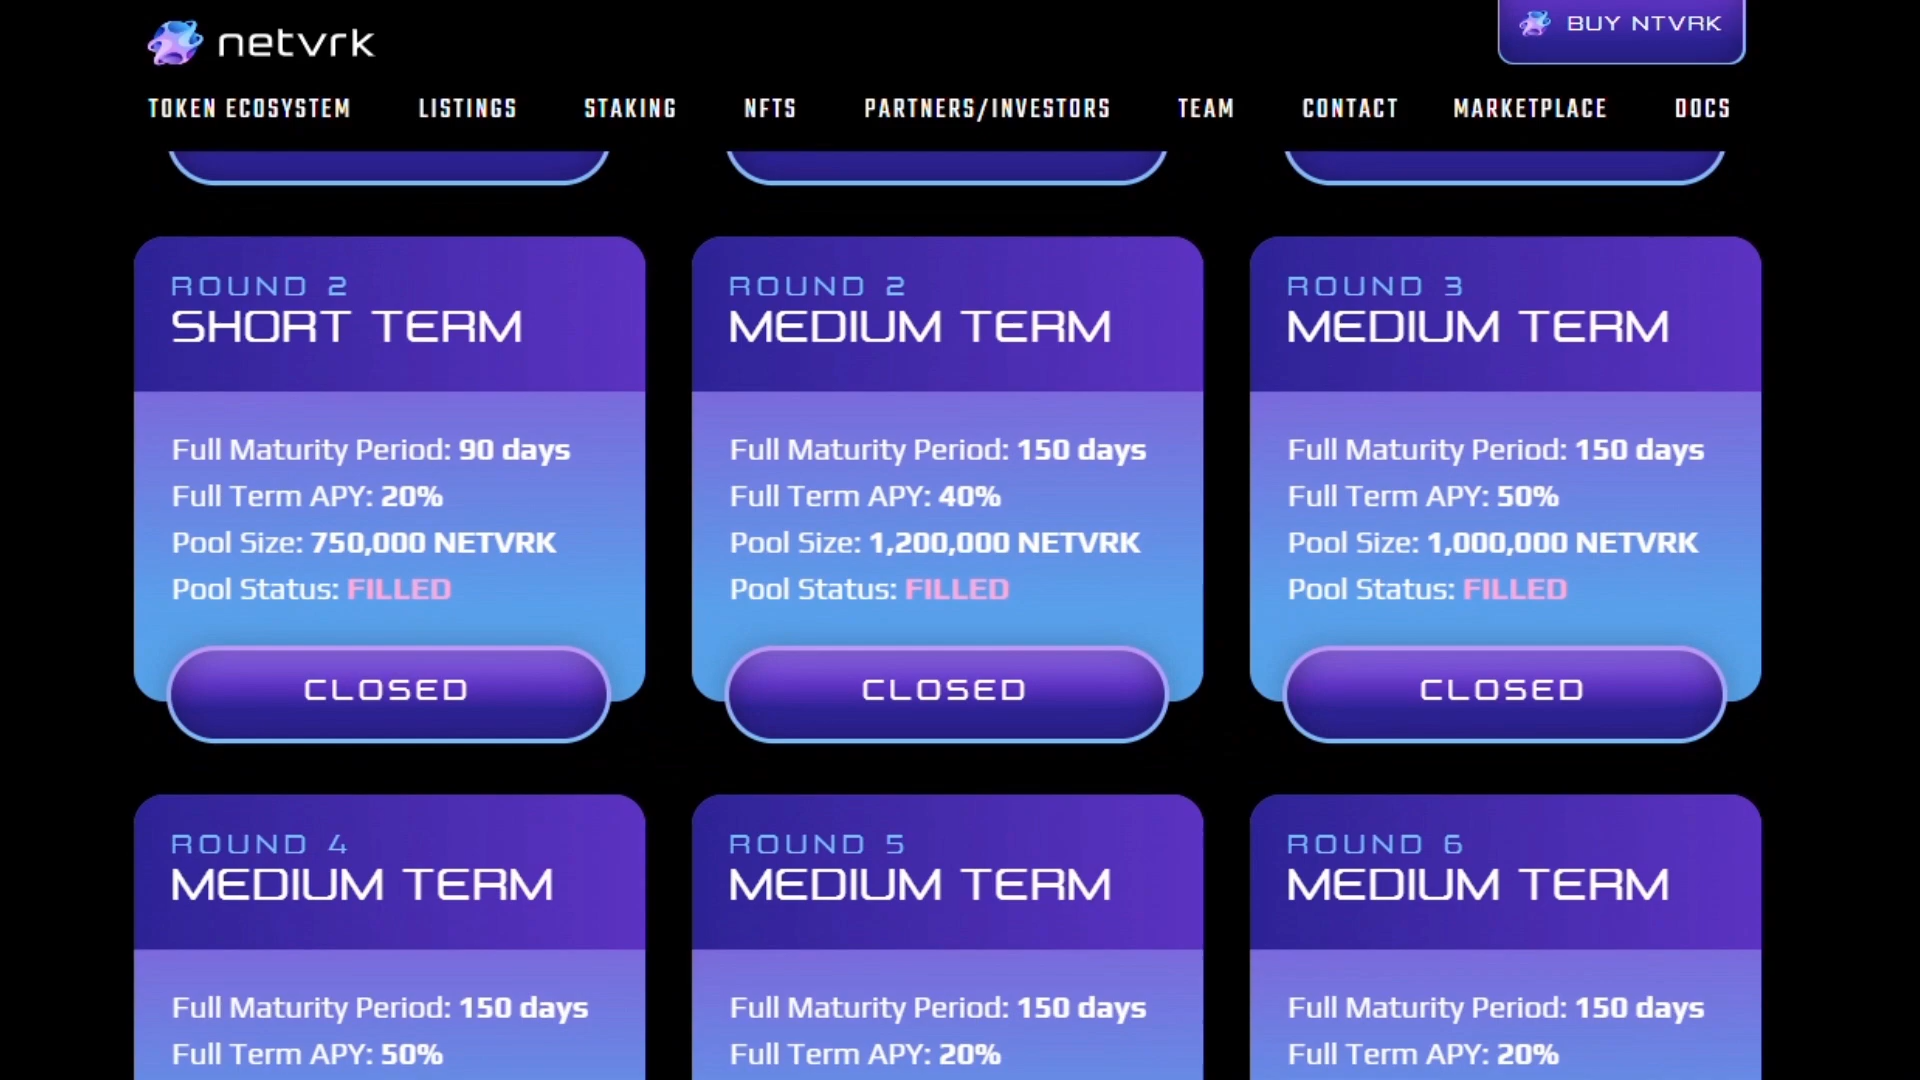 netvrk
BUY NTVRK
TOKEN ECOSYSTEM LISTINGS STAKING NFTS PARTNERS/INVESTORS TEAM CONTACT MARKETPLACE DOCS
ROUND 2
SHORT TERM
Full Maturity Period: 90 days
Full Term APY: 20%
Pool Size: 750,000 NETVRK
Pool Status: FILLED
CLOSED
ROUND 2
MEDIUM TERM
Full Maturity Period: 150 days
Full Term APY: 40%
Pool Size: 1,200,000 NETVRK
Pool Status: FILLED
CLOSED
ROUND 3
MEDIUM TERM
Full Maturity Period: 150 days
Full Term APY: 50%
Pool Size: 1,000,000 NETVRK
Pool Status: FILLED
CLOSED
ROUND 4
MEDIUM TERM
Full Maturity Period: 150 days
Full Term APY: 50%
ROUND 5
MEDIUM TERM
Full Maturity Period: 150 days
Full Term APY: 20%
ROUND 6
MEDIUM TERM
Full Maturity Period: 150 days
Full Term APY: 20%